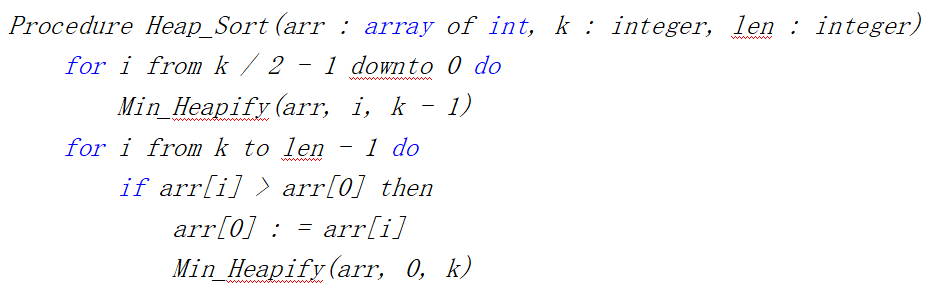 Procedure Heap_Sort(arr : array of int, k : integer, len : integer)
for i from k / 2 - 1 downto 0 do
Min_Heapify(arr, i, k - 1)
for i from k to len - 1 do
if arr[i] > arr[0] then
arr[0] : = arr[i]
Min_Heapify(arr, 0, k)